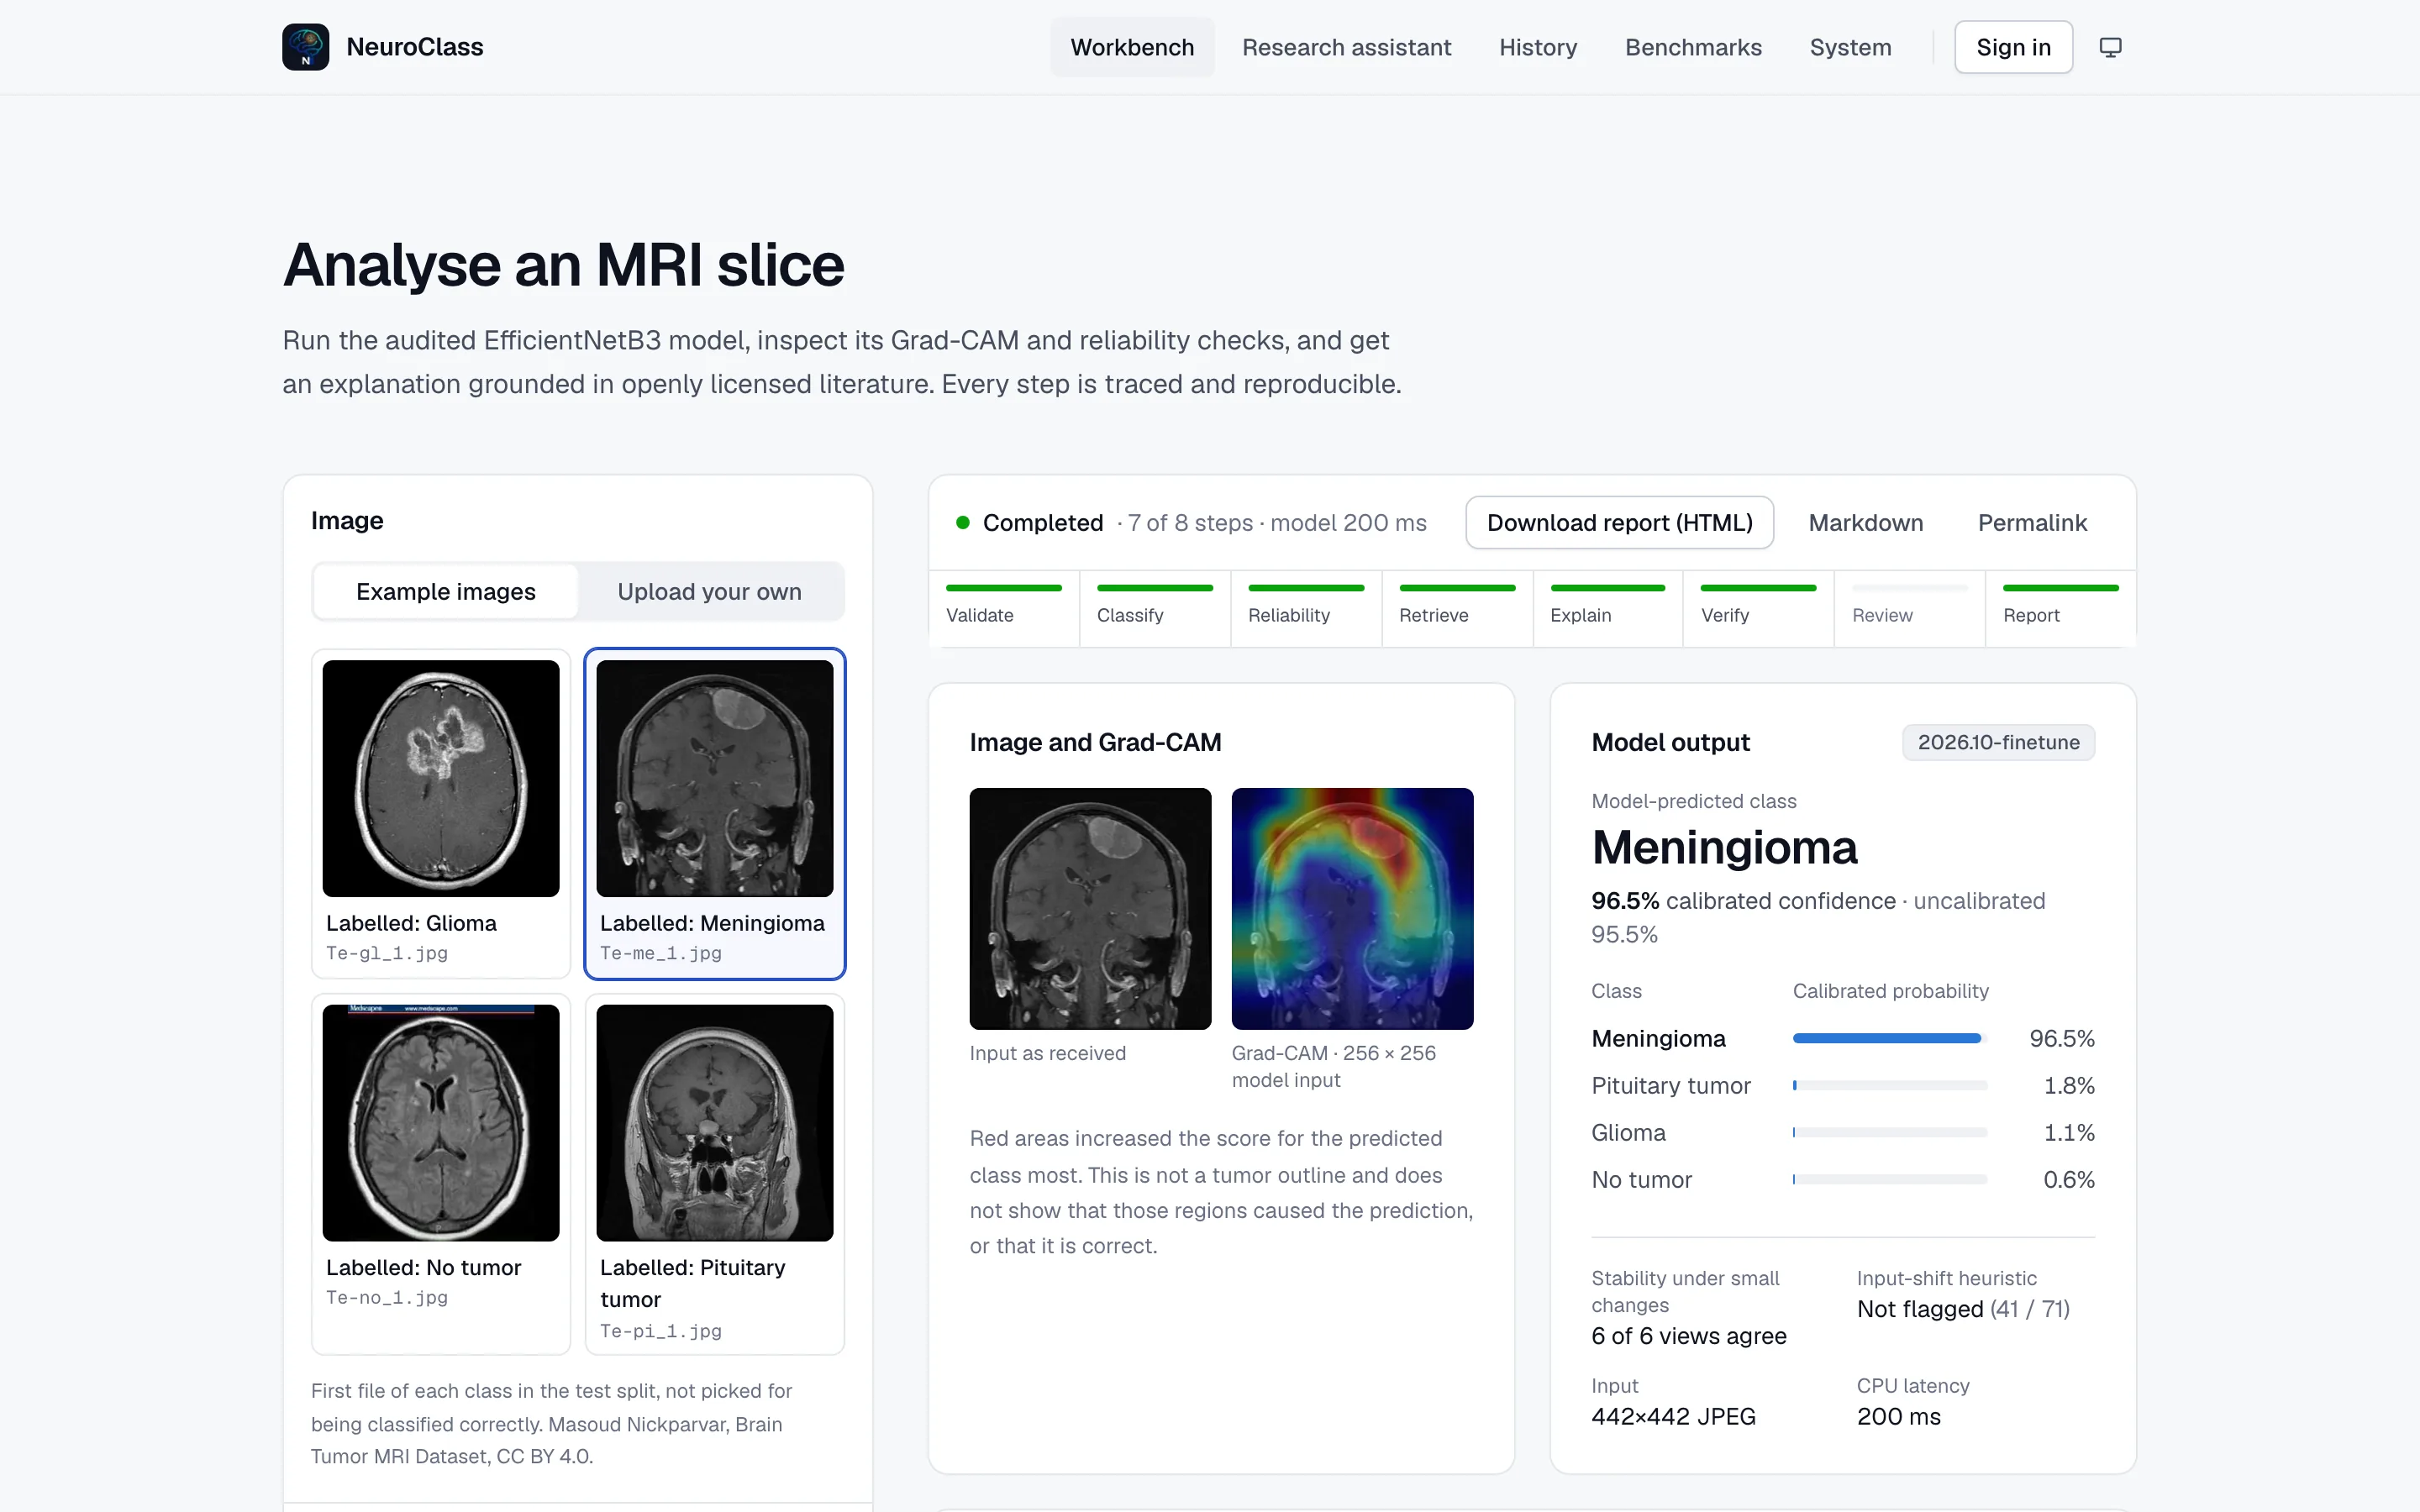 N
NeuroClass
Workbench
Research assistant
History
Benchmarks
System
Sign in
Analyse an MRI slice
Run the audited EfficientNetB3 model, inspect its Grad-CAM and reliability checks, and get
an explanation grounded in openly licensed literature. Every step is traced and reproducible.
Image
Example images
Upload your own
Labelled: Glioma
Te-gl_1.jpg
Labelled: Meningioma
Te-me_1.jpg
Medscape
www.medscape.com
Labelled: No tumor
Te-no_1.jpg
Labelled: Pituitary
tumor
Te-pi_1.jpg
First file of each class in the test split, not picked for
being classified correctly. Masoud Nickparvar, Brain
Tumor MRI Dataset, CC BY 4.0.
Completed · 7 of 8 steps · model 200 ms
Download report (HTML)
Markdown
Permalink
Validate
Classify
Reliability
Retrieve
Explain
Verify
Review
Report
Image and Grad-CAM
Input as received
Grad-CAM · 256 × 256
model input
Red areas increased the score for the predicted
class most. This is not a tumor outline and does
not show that those regions caused the prediction,
or that it is correct.
Model output
2026.10-finetune
Model-predicted class
Meningioma
96.5% calibrated confidence · uncalibrated
95.5%
Class Calibrated probability
Meningioma 96.5%
Pituitary tumor 1.8%
Glioma 1.1%
No tumor 0.6%
Stability under small
changes
6 of 6 views agree
Input-shift heuristic
Not flagged (41 / 71)
Input
442×442 JPEG
CPU latency
200 ms